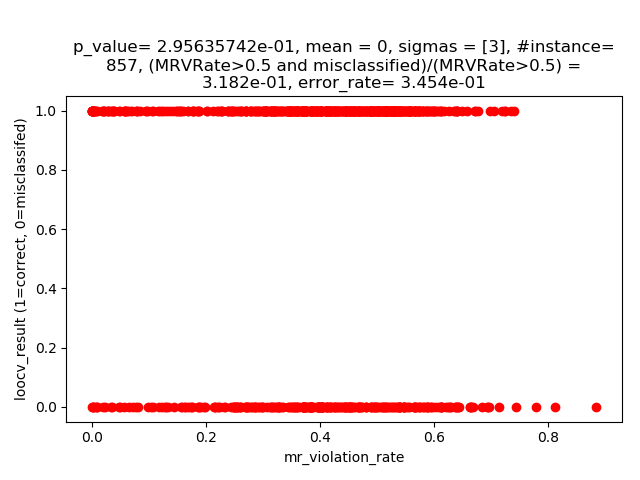 p_value= 2.95635742e-01, mean = 0, sigmas = [3], #instance=
857, (MRVRate>0.5 and misclassified)/(MRVRate>0.5) =
3.182e-01, error_rate= 3.454e-01
loocv_result (1=correct, 0=misclassifed)
1.0
0.8
0.6
0.4
0.2
0.0
0.0 0.2 0.4 0.6 0.8
mr_violation_rate